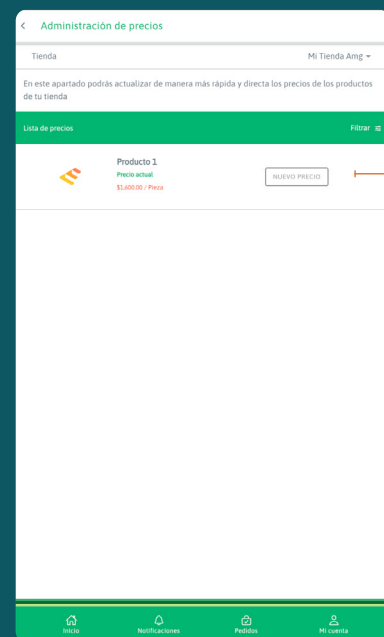 Administración de precios
Tienda Mi Tienda Amg
En este apartado podrás actualizar de manera más rápida y directa los precios de los productos
de tu tienda
Lista de precios Filtrar
Producto 1
Precio actual
$1,600.00 / Pieza
NUEVO PRECIO
Inicio Notificaciones Pedidos Mi cuenta